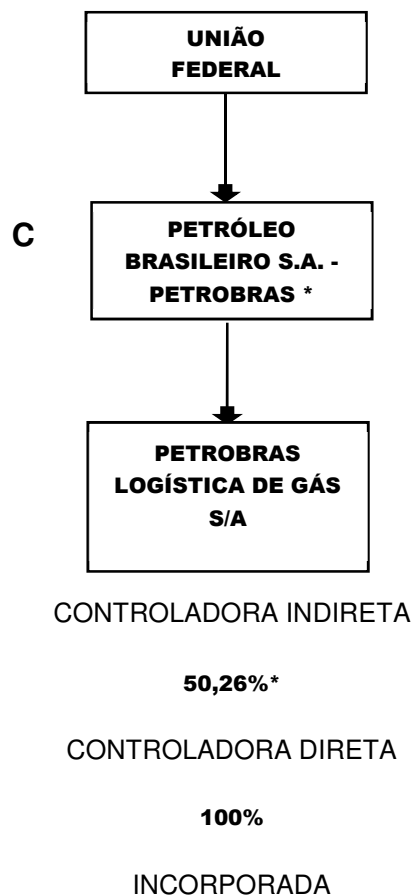 UNIÃO
FEDERAL
C
PETRÓLEO
BRASILEIRO S.A. -
PETROBRAS *
PETROBRAS
LOGÍSTICA DE GÁS
S/A
CONTROLADORA INDIRETA
50,26%*
CONTROLADORA DIRETA
100%
INCORPORADA